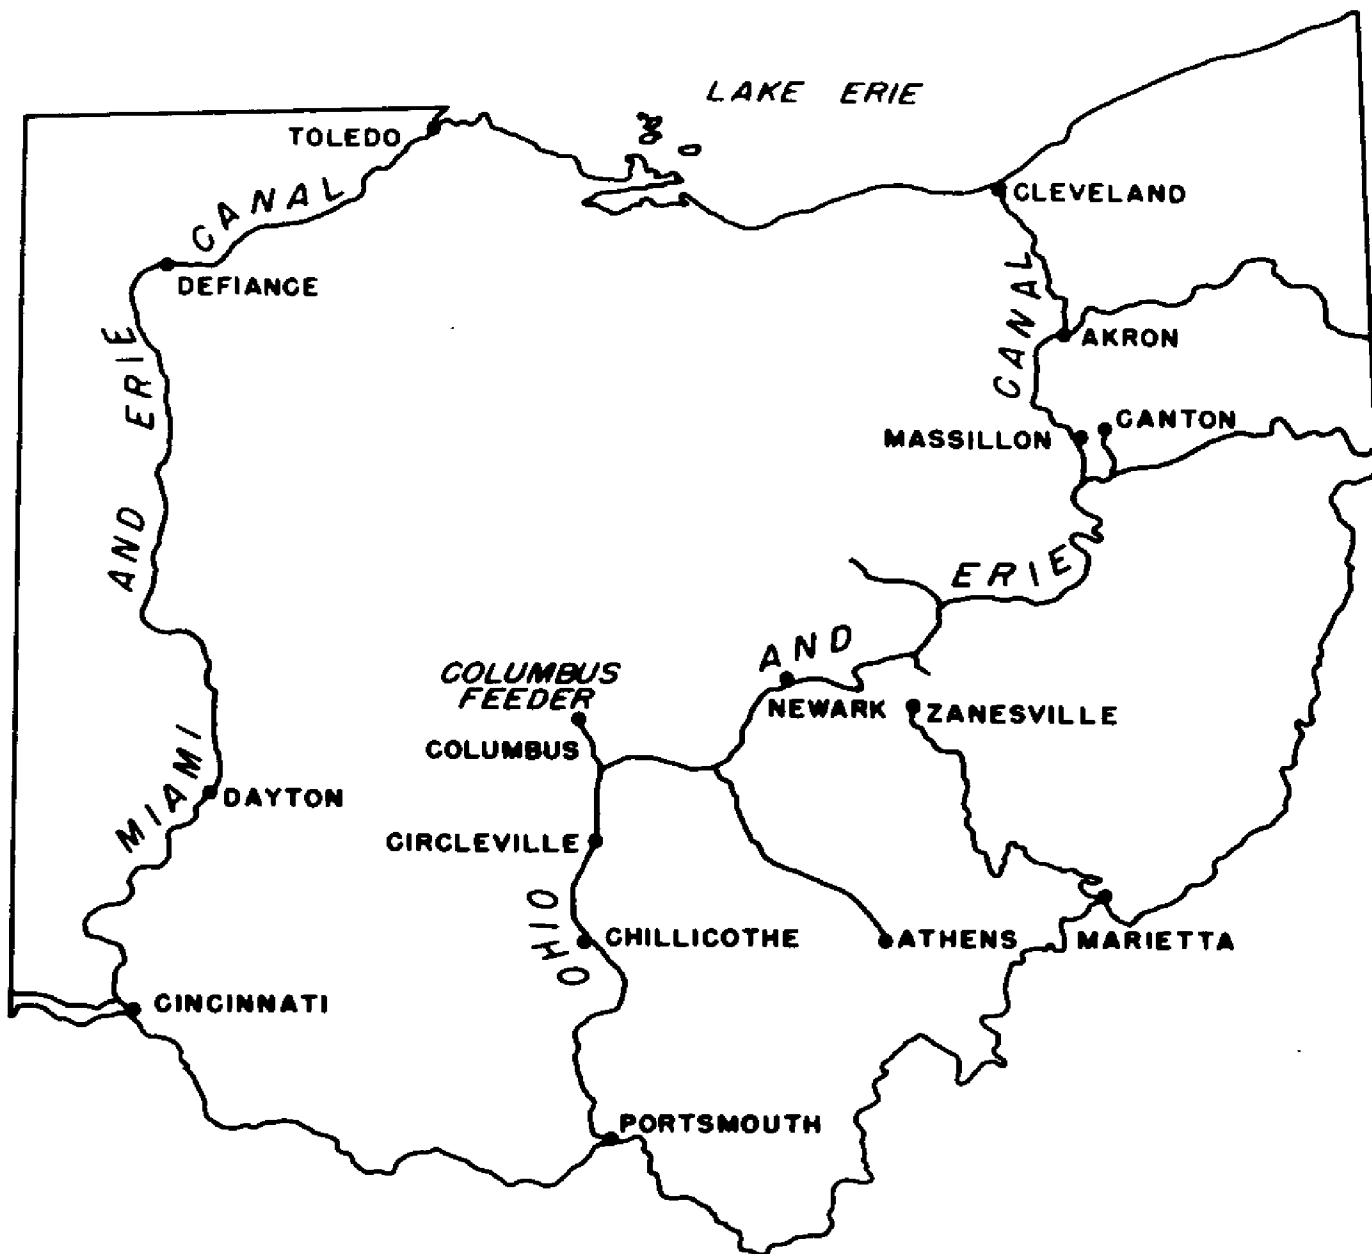 LAKE ERIE
TOLEDO
CLEVELAND
CANAL
DEFIANCE
CANAL
AKRON
AND ERIE
CANTON
MASSILLON
ERIE
AND
COLUMBUS
FEEDER
NEWARK
ZANESVILLE
COLUMBUS
MIAMI
DAYTON
CIRCLEVILLE
OHIO
CHILLICOTHE
ATHENS
MARIETTA
CINCINNATI
PORTSMOUTH